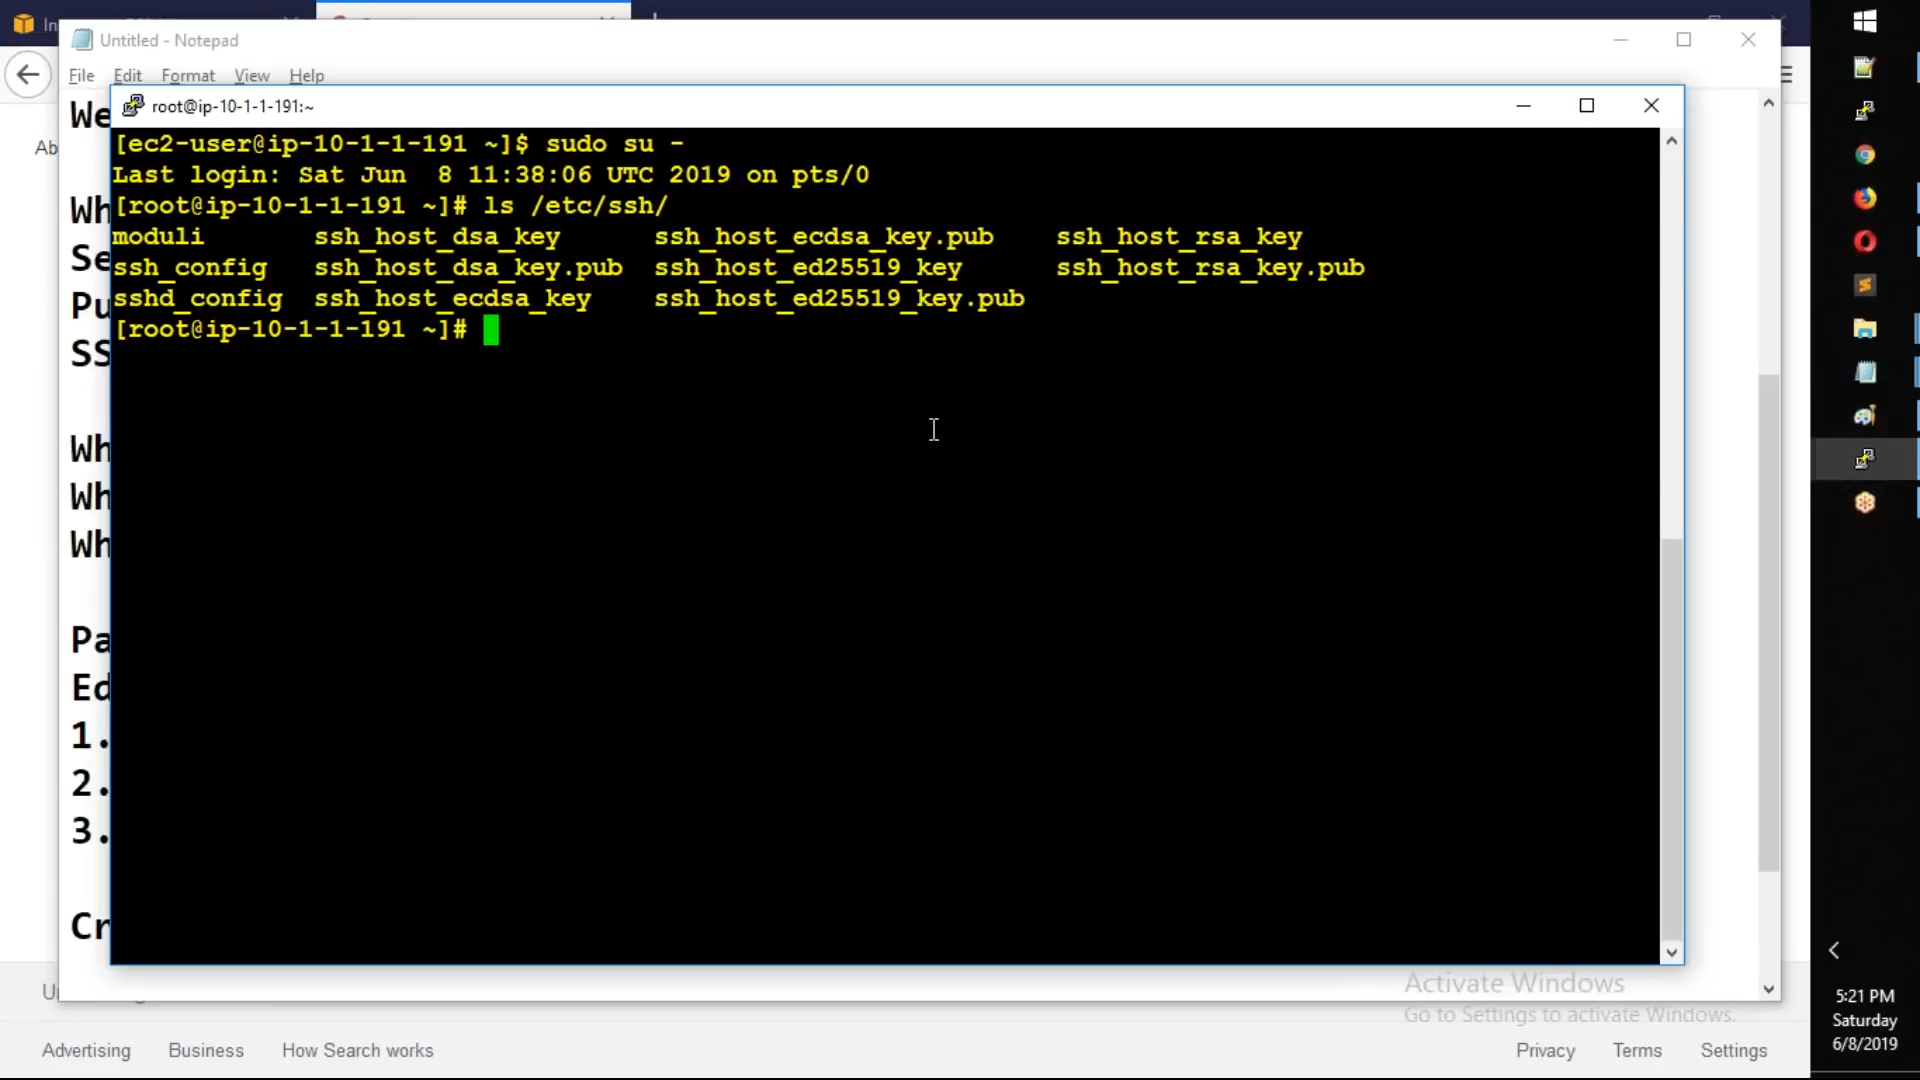 In
Untitled - Notepad
File Edit Format View Help
root@ip-10-1-1-191:~
[ec2-user@ip-10-1-1-191 ~]$ sudo su -
Last login: Sat Jun  8 11:38:06 UTC 2019 on pts/0
[root@ip-10-1-1-191 ~]# ls /etc/ssh/
moduli ssh_host_dsa_key ssh_host_ecdsa_key.pub ssh_host_rsa_key
ssh_config ssh_host_dsa_key.pub ssh_host_ed25519_key ssh_host_rsa_key.pub
sshd_config ssh_host_ecdsa_key ssh_host_ed25519_key.pub
[root@ip-10-1-1-191 ~]#
We
Ab
Wh
Se
Pu
SS
Wh
Wh
Wh
Pa
Ed
1.
2.
3.
Cr
Activate Windows
Go to Settings to activate Windows.
Advertising Business How Search works Privacy Terms Settings
5:21 PM
Saturday
6/8/2019